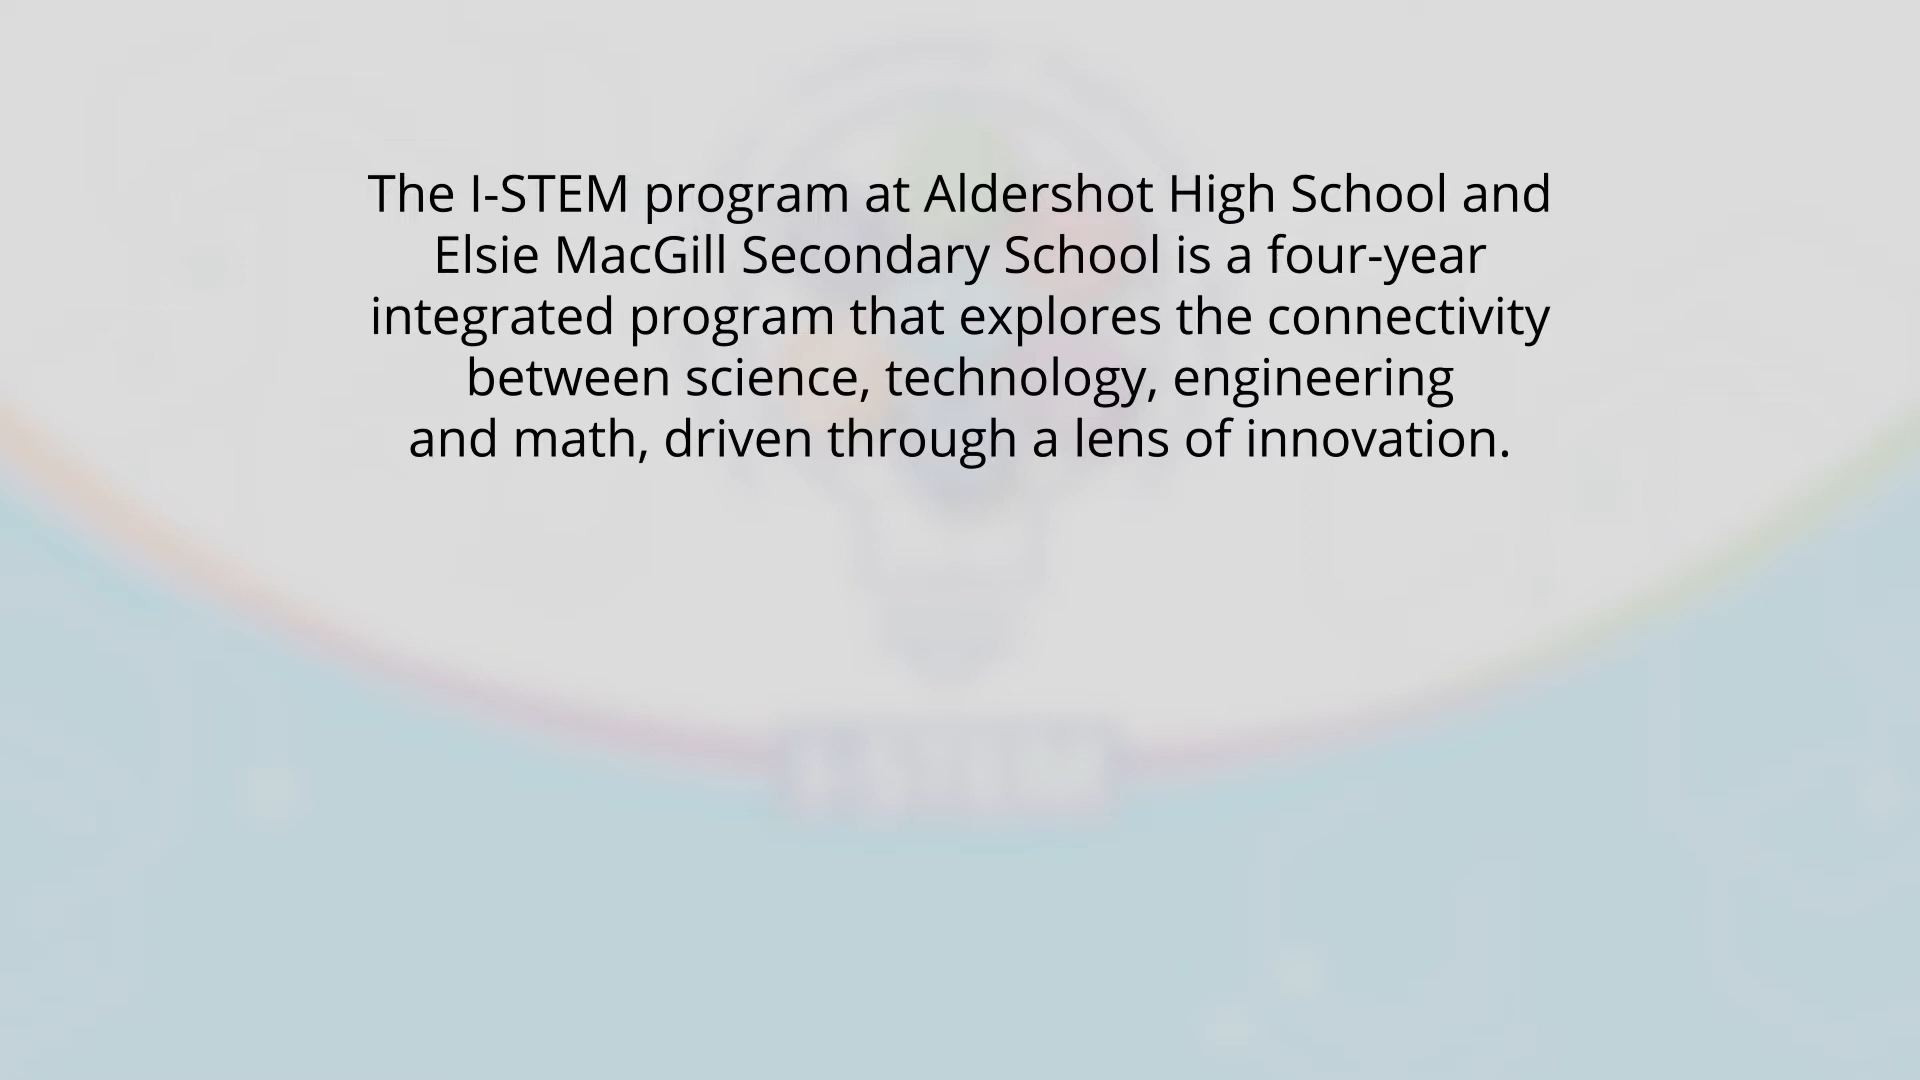 The I-STEM program at Aldershot High School and
Elsie MacGill Secondary School is a four-year
integrated program that explores the connectivity
between science, technology, engineering
and math, driven through a lens of innovation.
I-STEM